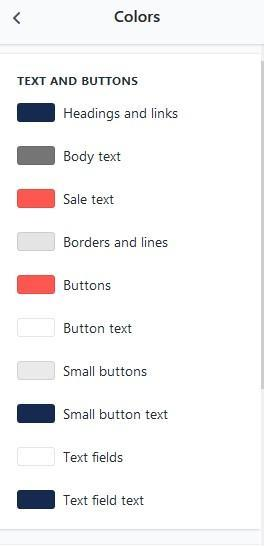 Colors
TEXT AND BUTTONS
Headings and links
Body text
Sale text
Borders and lines
Buttons
Button text
Small buttons
Small button text
Text fields
Text field text